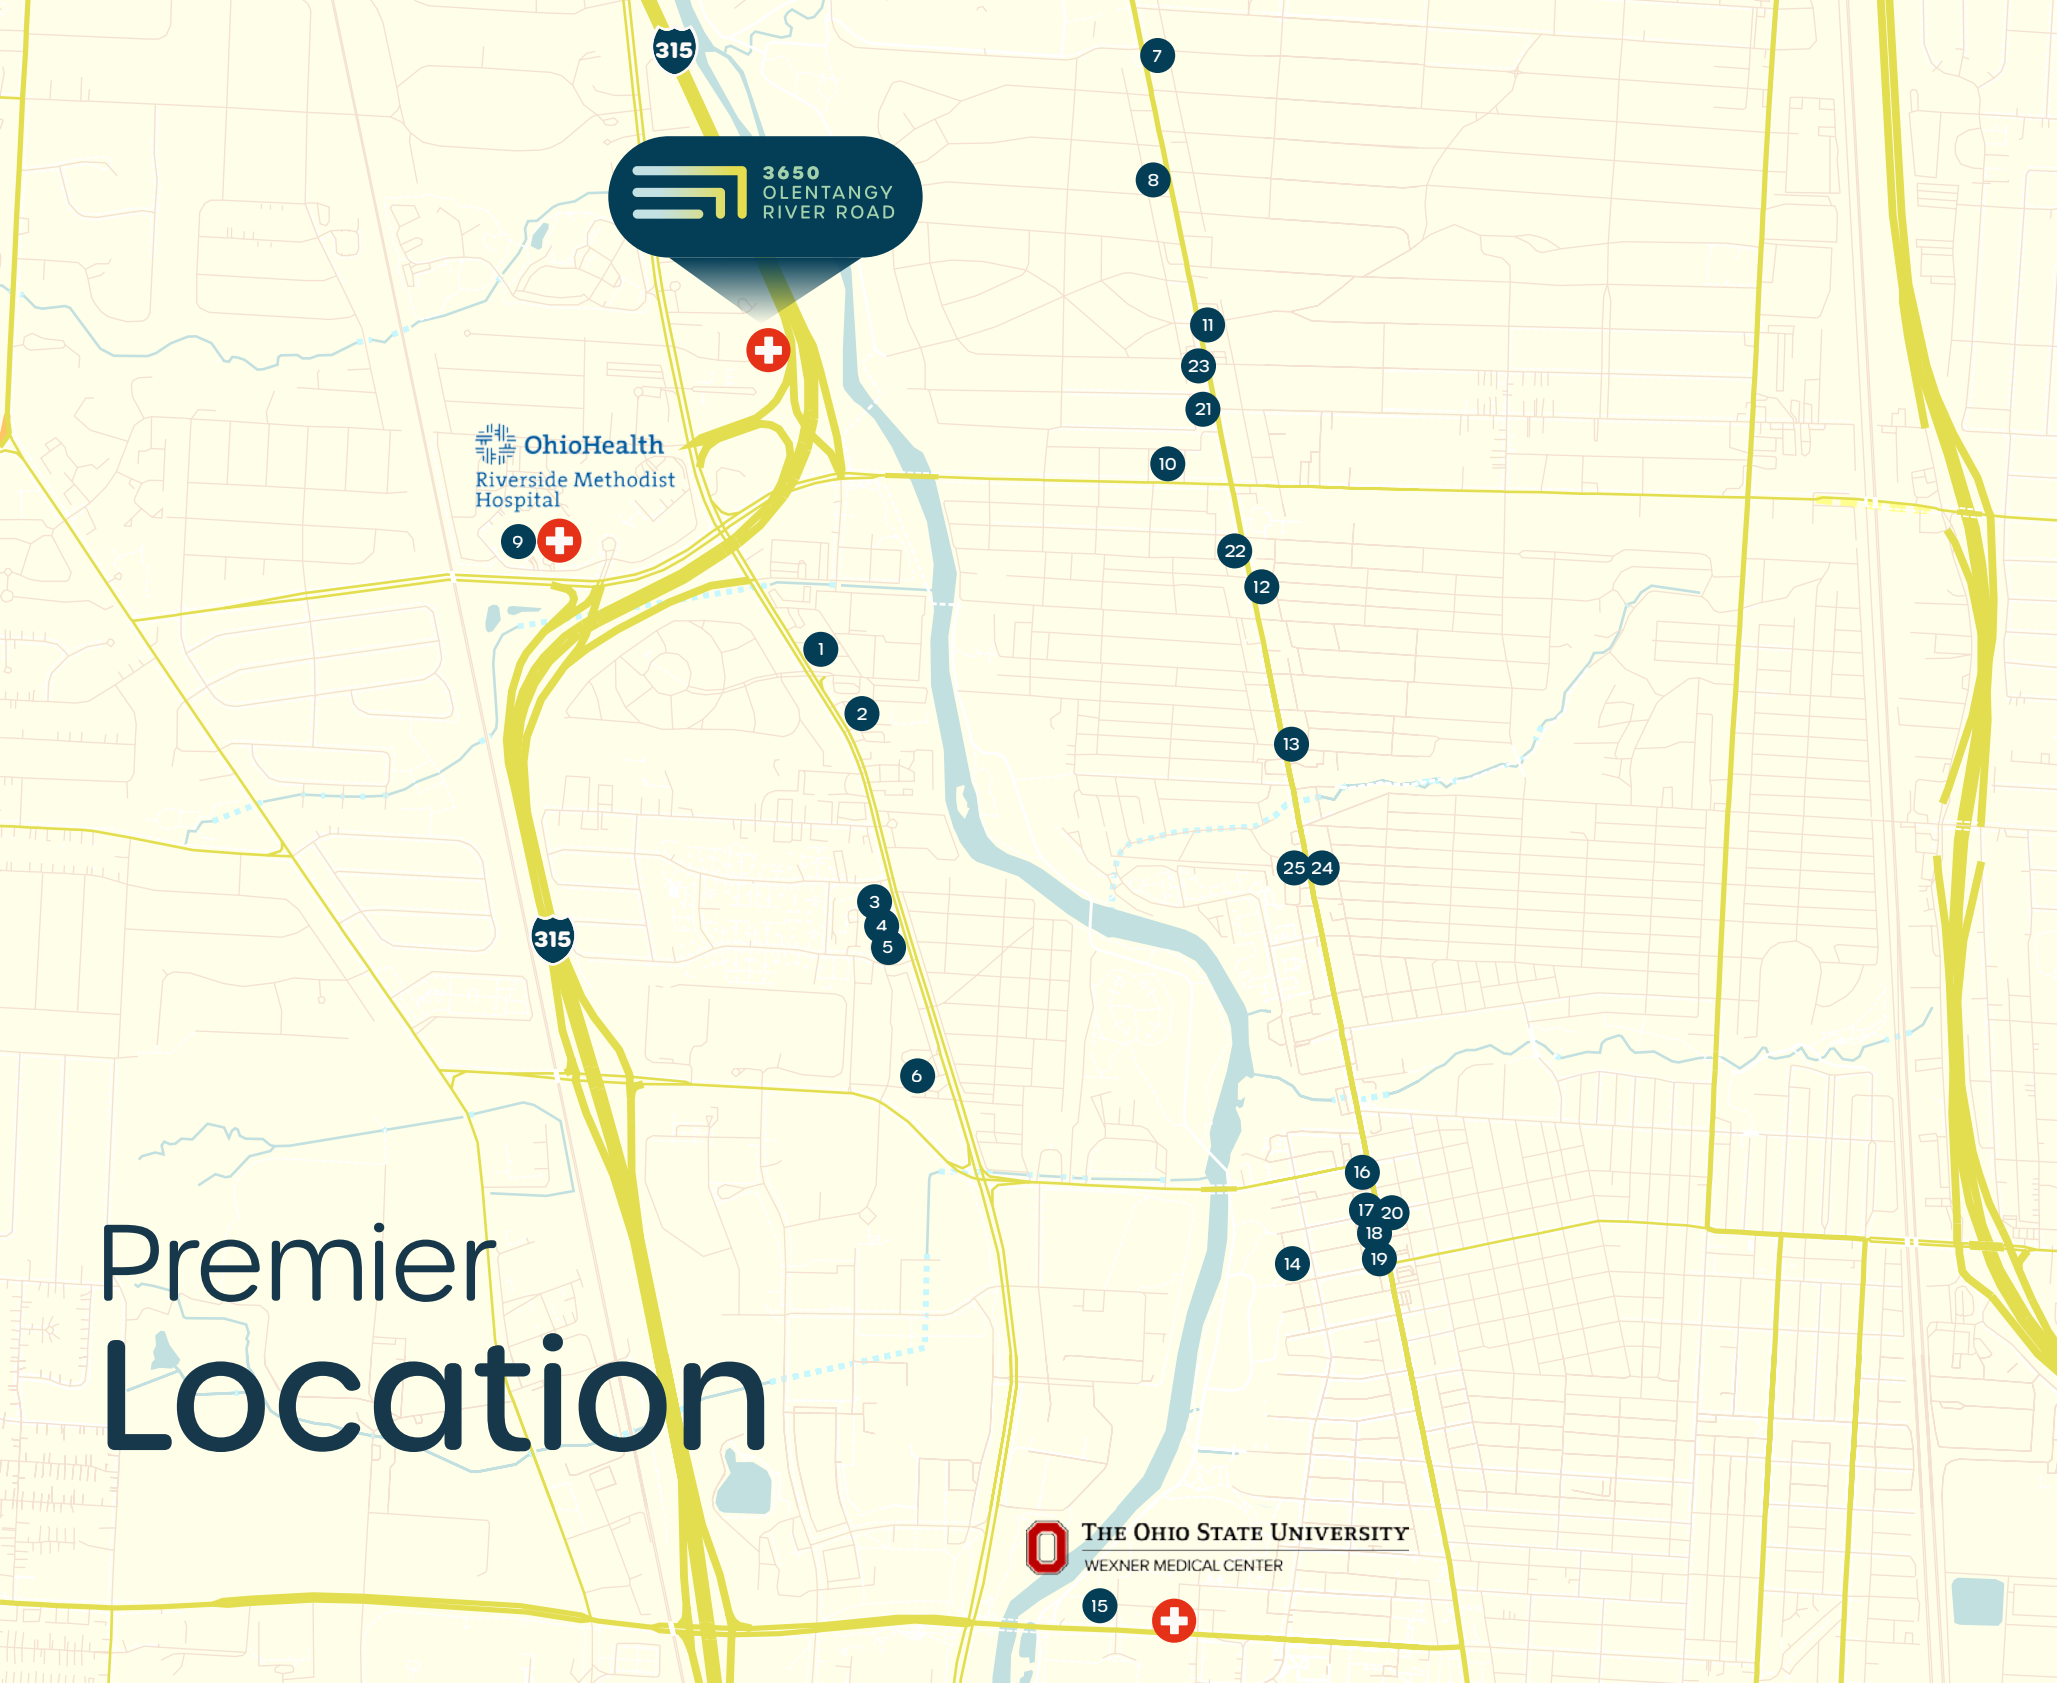 315
7
8
3650
OLENTANGY
RIVER ROAD
11
23
21
10
OhioHealth
Riverside Methodist
Hospital
9
22
12
1
2
13
25 24
3
4
5
315
6
16
17 20
18
19
14
Premier
Location
THE OHIO STATE UNIVERSITY
WEXNER MEDICAL CENTER
15